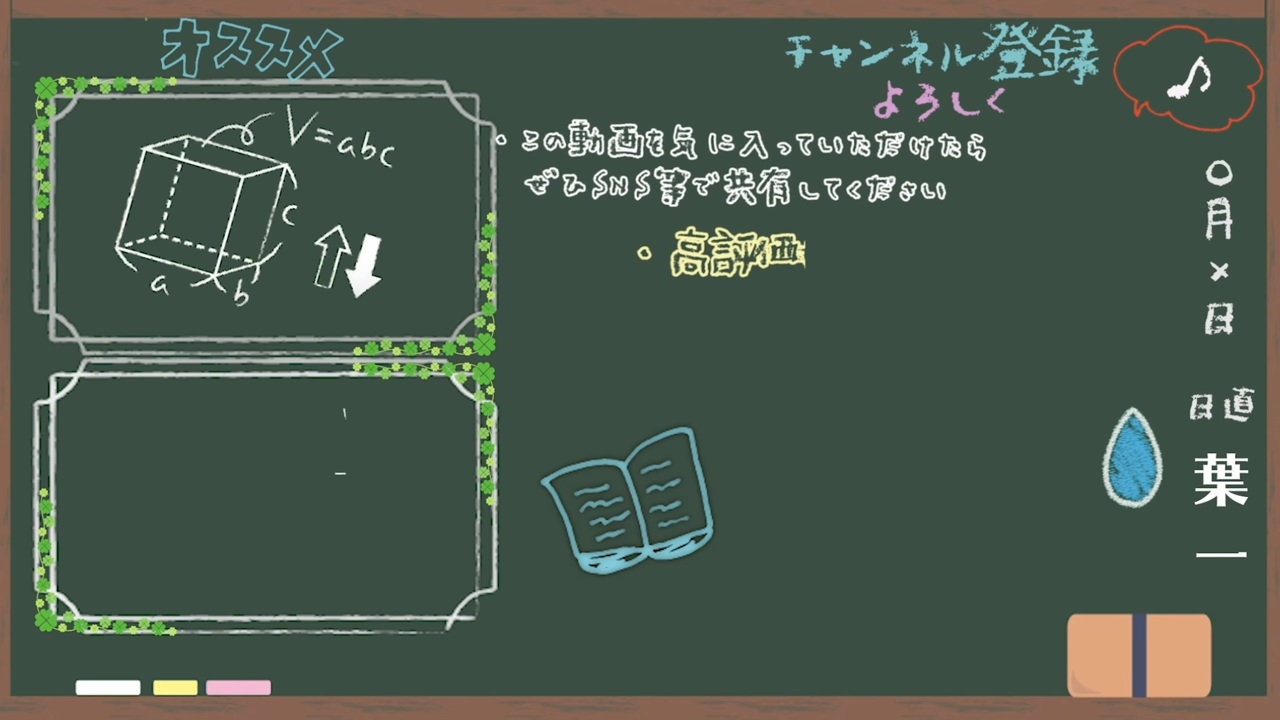 オススメ
V=abc
c
a
b
チャンネル登録
よろしく
・この動画を気に入っていただけたら
ぜひSNS等で共有してください
・高評画
〇月×日
日直
葉一